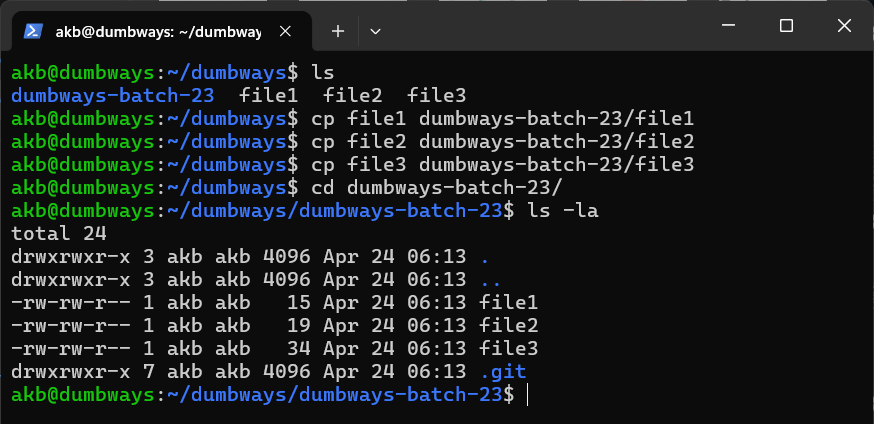 akb@dumbways: ~/dumbway
akb@dumbways:~/dumbways$ ls
dumbways-batch-23  file1  file2  file3
akb@dumbways:~/dumbways$ cp file1 dumbways-batch-23/file1
akb@dumbways:~/dumbways$ cp file2 dumbways-batch-23/file2
akb@dumbways:~/dumbways$ cp file3 dumbways-batch-23/file3
akb@dumbways:~/dumbways$ cd dumbways-batch-23/
akb@dumbways:~/dumbways/dumbways-batch-23$ ls -la
total 24
drwxrwxr-x 3 akb akb 4096 Apr 24 06:13 .
drwxrwxr-x 3 akb akb 4096 Apr 24 06:13 ..
-rw-rw-r-- 1 akb akb   15 Apr 24 06:13 file1
-rw-rw-r-- 1 akb akb   19 Apr 24 06:13 file2
-rw-rw-r-- 1 akb akb   34 Apr 24 06:13 file3
drwxrwxr-x 7 akb akb 4096 Apr 24 06:13 .git
akb@dumbways:~/dumbways/dumbways-batch-23$